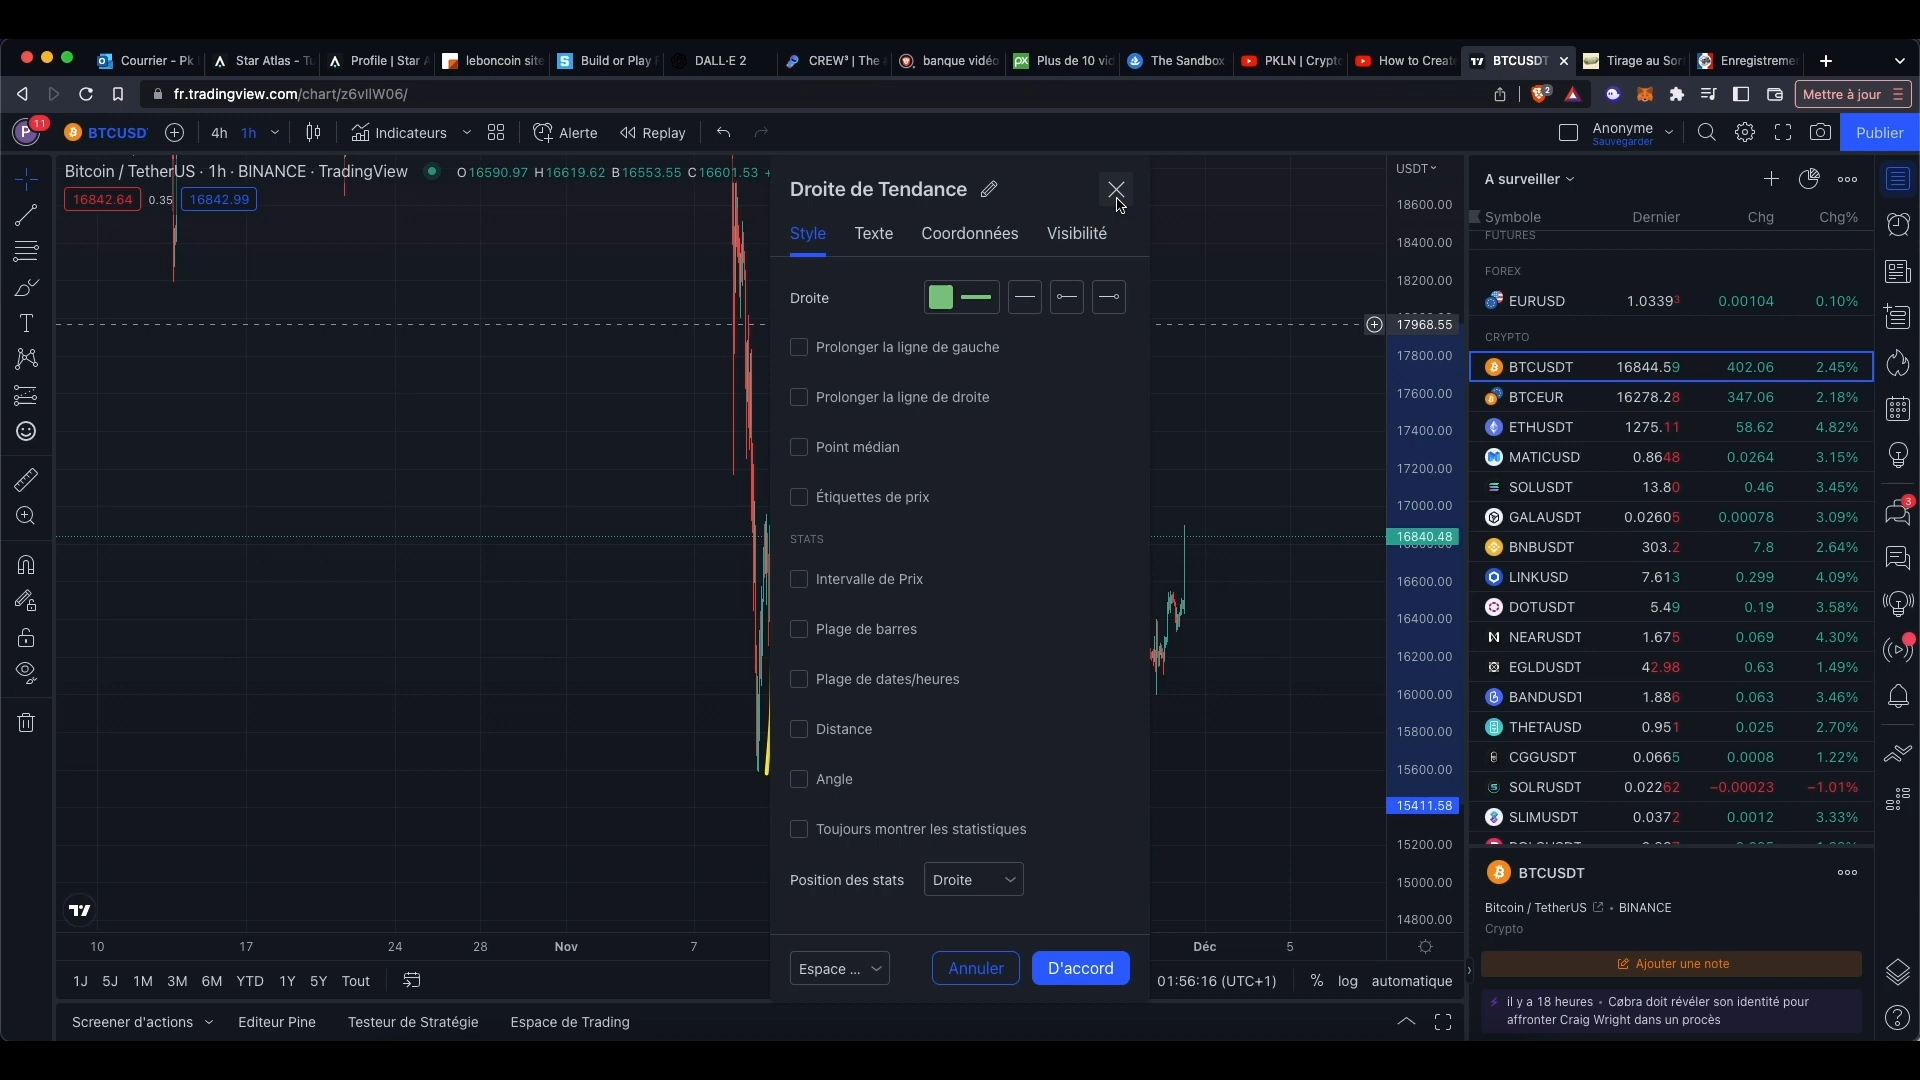 Courrier - Pk
Star Atlas - Tu
Profile | Star A
leboncoin site
Build or Play
DALL·E 2
CREW³ | The
banque vidéo
Plus de 10 vid
The Sandbox
PKLN | Crypto
How to Create
BTCUSDT
Tirage au Sor
Enregistreme
fr.tradingview.com/chart/z6vIlW06/
2
Mettre à jour
P
11
BTCUSD
4h
1h
Indicateurs
Alerte
Replay
Anonyme
Sauvegarder
Publier
Bitcoin / TetherUS · 1h · BINANCE · TradingView
O16590.97 H16619.62 B16553.55 C16601.53 +
16842.64
0.35
16842.99
Droite de Tendance
Style
Texte
Coordonnées
Visibilité
Droite
Prolonger la ligne de gauche
Prolonger la ligne de droite
Point médian
Étiquettes de prix
STATS
Intervalle de Prix
Plage de barres
Plage de dates/heures
Distance
Angle
Toujours montrer les statistiques
Position des stats
Droite
Espace ...
Annuler
D'accord
USDT
18600.00
18400.00
18200.00
17968.55
17800.00
17600.00
17400.00
17200.00
17000.00
16840.48
16600.00
16400.00
16200.00
16000.00
15800.00
15600.00
15411.58
15200.00
15000.00
14800.00
10
17
24
28
Nov
7
Déc
5
1J
5J
1M
3M
6M
YTD
1Y
5Y
Tout
01:56:16 (UTC+1)
%
log
automatique
Screener d'actions
Editeur Pine
Testeur de Stratégie
Espace de Trading
A surveiller
Symbole Dernier Chg Chg%
FUTURES
FOREX
EURUSD 1.0339³ 0.00104 0.10%
CRYPTO
BTCUSDT 16844.59 402.06 2.45%
BTCEUR 16278.28 347.06 2.18%
ETHUSDT 1275.11 58.62 4.82%
MATICUSD 0.8648 0.0264 3.15%
SOLUSDT 13.80 0.46 3.45%
GALAUSDT 0.02605 0.00078 3.09%
BNBUSDT 303.2 7.8 2.64%
LINKUSD 7.613 0.299 4.09%
DOTUSDT 5.49 0.19 3.58%
NEARUSDT 1.675 0.069 4.30%
EGLDUSDT 42.98 0.63 1.49%
BANDUSDT 1.886 0.063 3.46%
THETAUSD 0.951 0.025 2.70%
CGGUSDT 0.0665 0.0008 1.22%
SOLRUSDT 0.02262 −0.00023 −1.01%
SLIMUSDT 0.0372 0.0012 3.33%
BTCUSDT
Bitcoin / TetherUS • BINANCE
Crypto
Ajouter une note
il y a 18 heures • Cøbra doit révéler son identité pour
affronter Craig Wright dans un procès
3